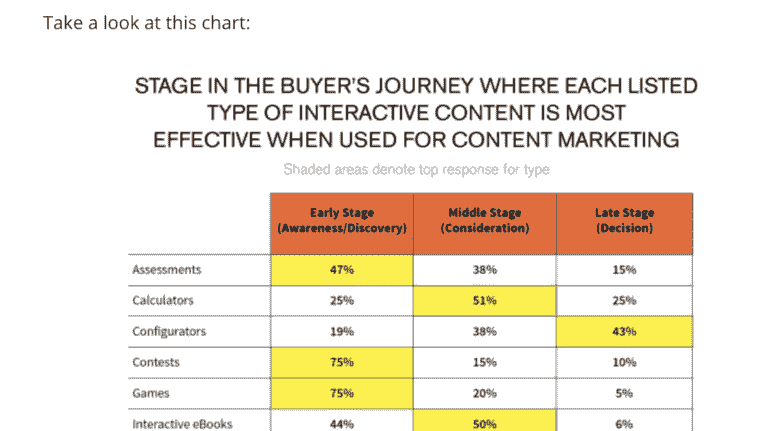 Take a look at this chart:
STAGE IN THE BUYER'S JOURNEY WHERE EACH LISTED
TYPE OF INTERACTIVE CONTENT IS MOST
EFFECTIVE WHEN USED FOR CONTENT MARKETING
Shaded areas denote top response for type
Early Stage (Awareness/Discovery) Middle Stage (Consideration) Late Stage (Decision)
Assessments 47% 38% 15%
Calculators 25% 51% 25%
Configurators 19% 38% 43%
Contests 75% 15% 10%
Games 75% 20% 5%
Interactive eBooks 44% 50% 6%